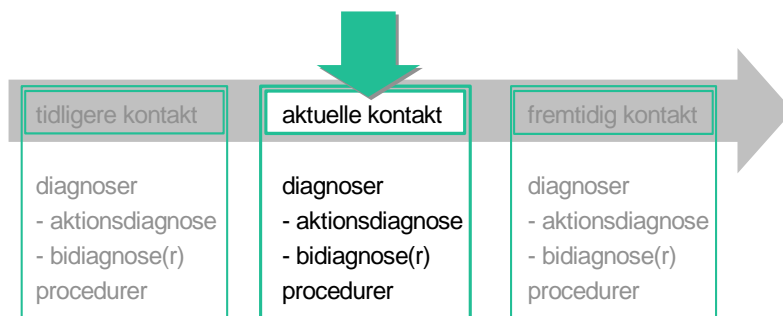 tidligere kontakt
diagnoser
- aktionsdiagnose
- bidiagnose(r)
procedurer
aktuelle kontakt
diagnoser
- aktionsdiagnose
- bidiagnose(r)
procedurer
fremtidig kontakt
diagnoser
- aktionsdiagnose
- bidiagnose(r)
procedurer